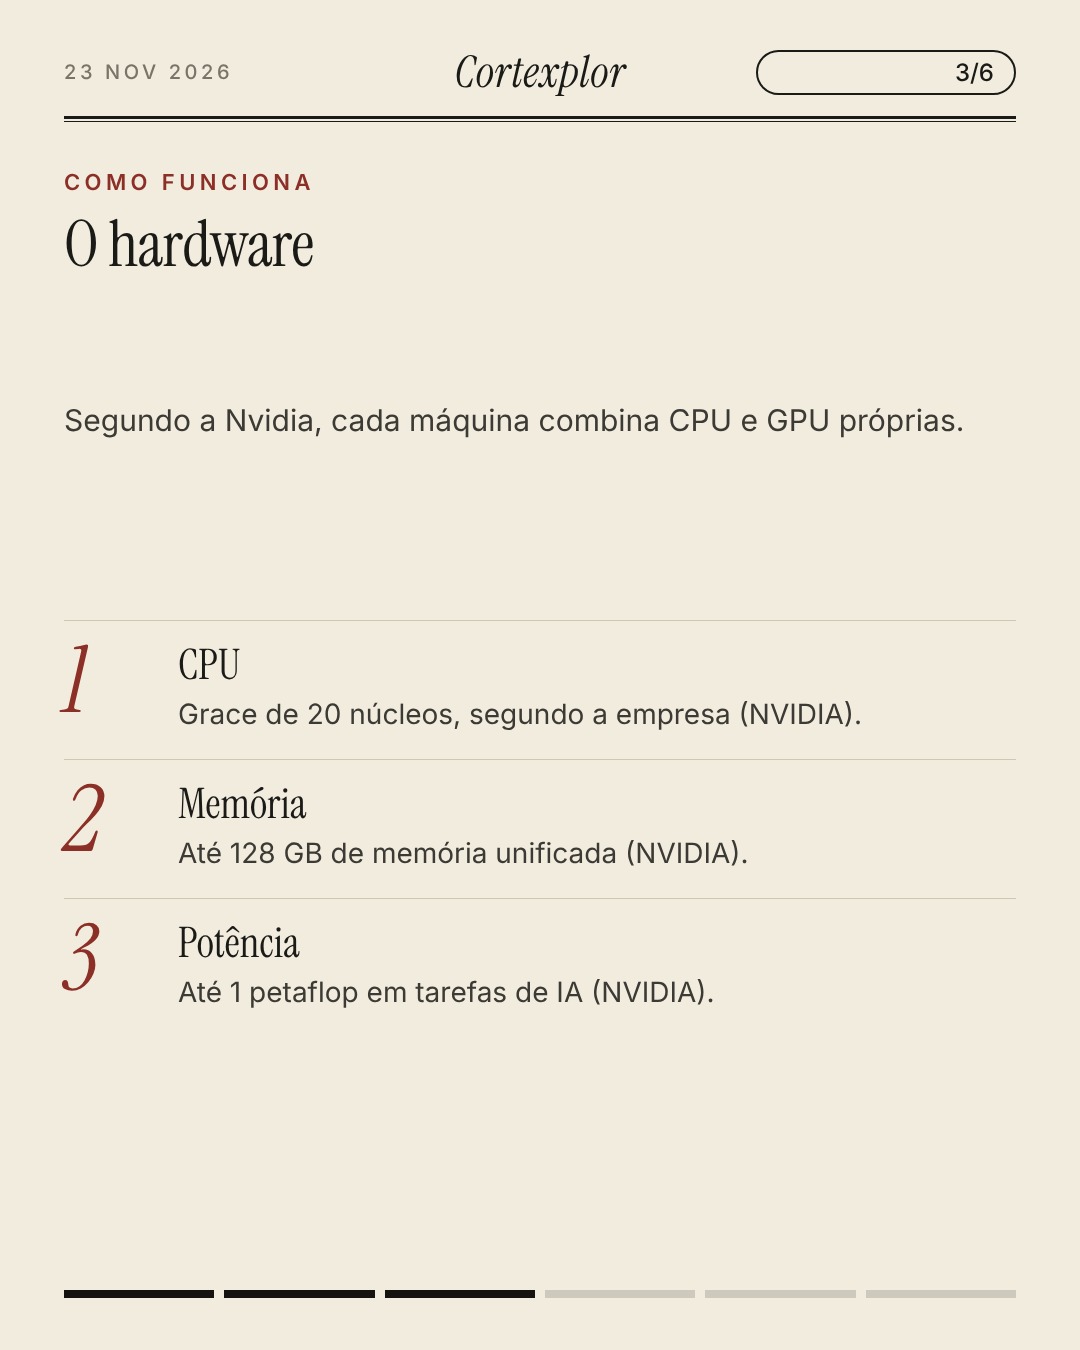 23 NOV 2026
Cortexplor
3/6
COMO FUNCIONA
O hardware
Segundo a Nvidia, cada máquina combina CPU e GPU próprias.
1
CPU
Grace de 20 núcleos, segundo a empresa (NVIDIA).
2
Memória
Até 128 GB de memória unificada (NVIDIA).
3
Potência
Até 1 petaflop em tarefas de IA (NVIDIA).